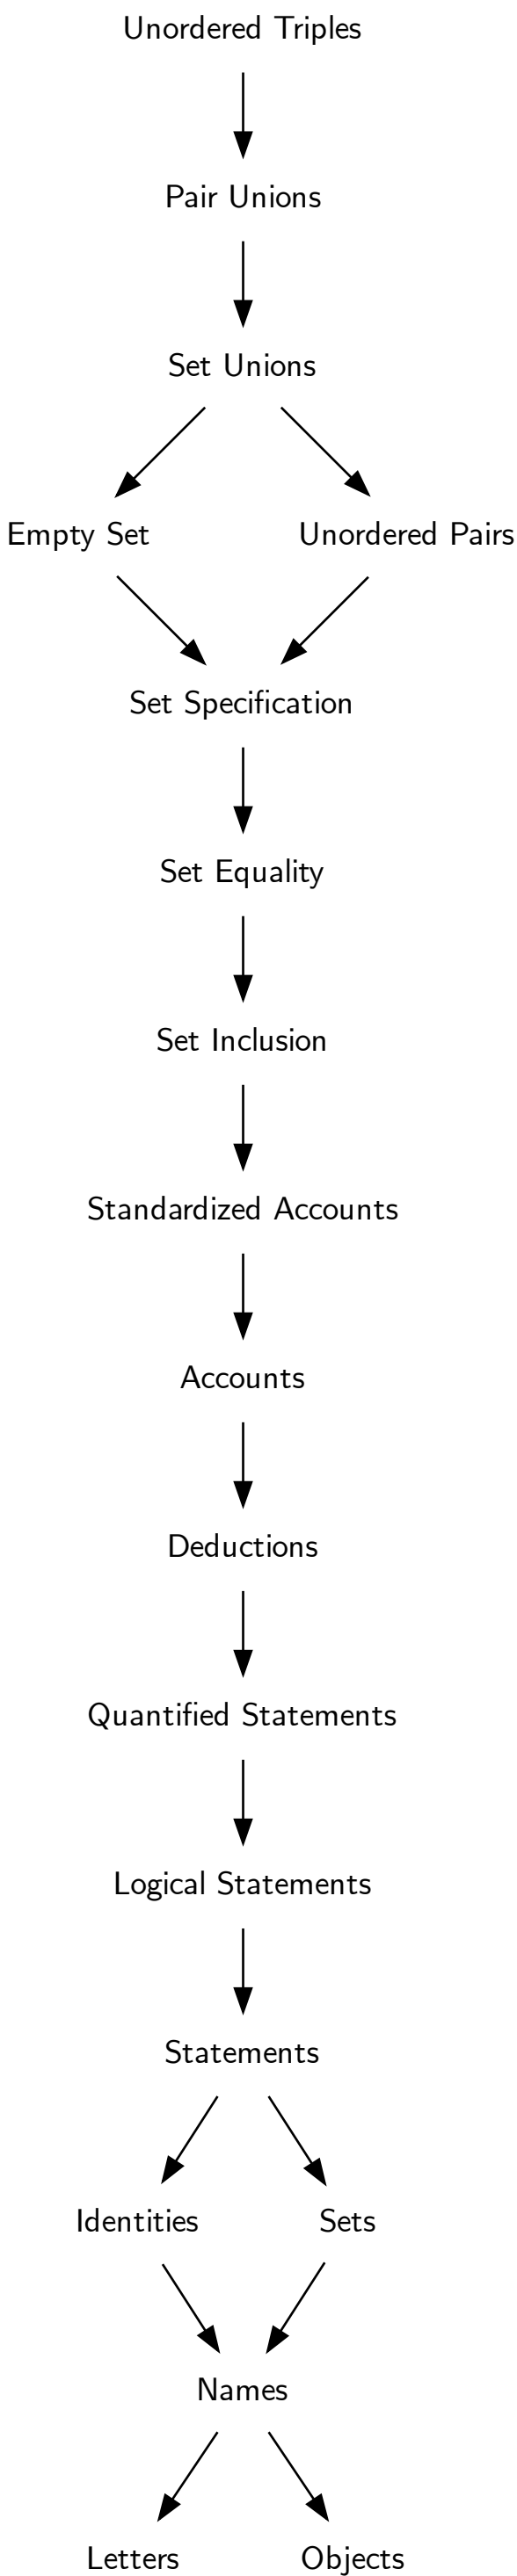 Unordered Triples
Pair Unions
Set Unions
Empty Set
Unordered Pairs
Set Specification
Set Equality
Set Inclusion
Standardized Accounts
Accounts
Deductions
Quantified Statements
Logical Statements
Statements
Identities
Sets
Names
Letters
Objects